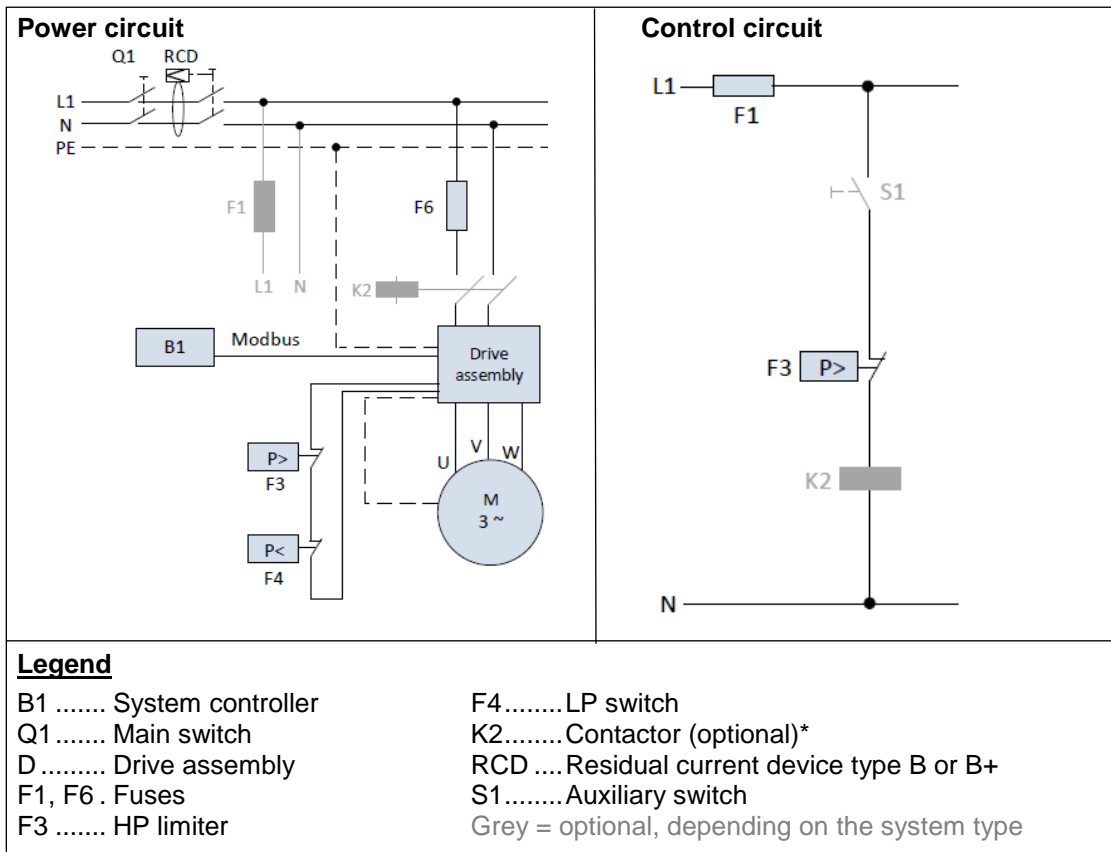 Power circuit
Q1 RCD
L1
N
PE
F1
F6
L1 N
K2
B1
Modbus
Drive
assembly
P>
F3
U V W
M
3 ~
P<
F4
Control circuit
L1
F1
S1
F3 P>
K2
N
Legend
B1 ....... System controller
Q1 ....... Main switch
D ......... Drive assembly
F1, F6 . Fuses
F3 ....... HP limiter
F4........ LP switch
K2........ Contactor (optional)*
RCD .... Residual current device type B or B+
S1........ Auxiliary switch
Grey = optional, depending on the system type